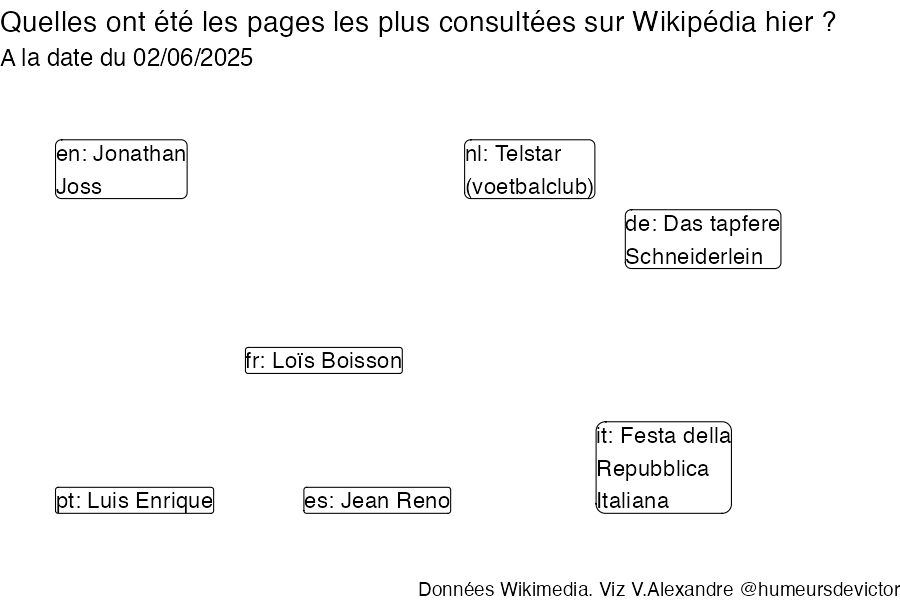 Quelles ont été les pages les plus consultées sur Wikipédia hier ?
A la date du 02/06/2025
en: Jonathan
Joss
nl: Telstar
(voetbalclub)
de: Das tapfere
Schneiderlein
fr: Loïs Boisson
it: Festa della
Repubblica
Italiana
pt: Luis Enrique
es: Jean Reno
Données Wikimedia. Viz V.Alexandre @humeursdevictor